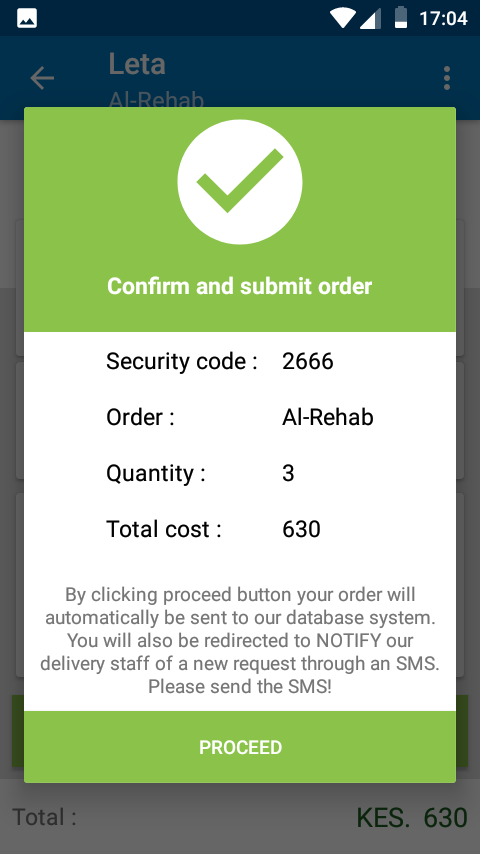 17:04
Leta
Al-Rehab
Confirm and submit order
Security code : 2666
Order : Al-Rehab
Quantity : 3
Total cost : 630
By clicking proceed button your order will
automatically be sent to our database system.
You will also be redirected to NOTIFY our
delivery staff of a new request through an SMS.
Please send the SMS!
PROCEED
Total : KES. 630